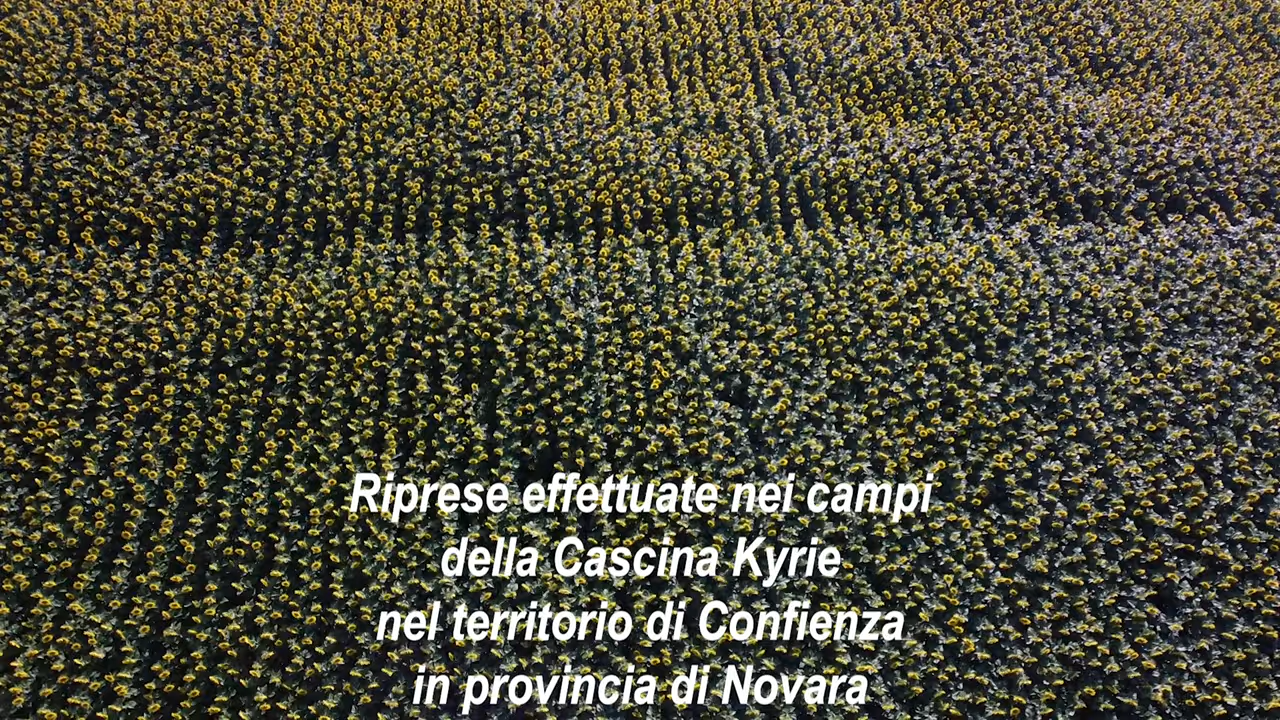 Riprese effettuate nei campi
della Cascina Kyrie
nel territorio di Confienza
in provincia di Novara